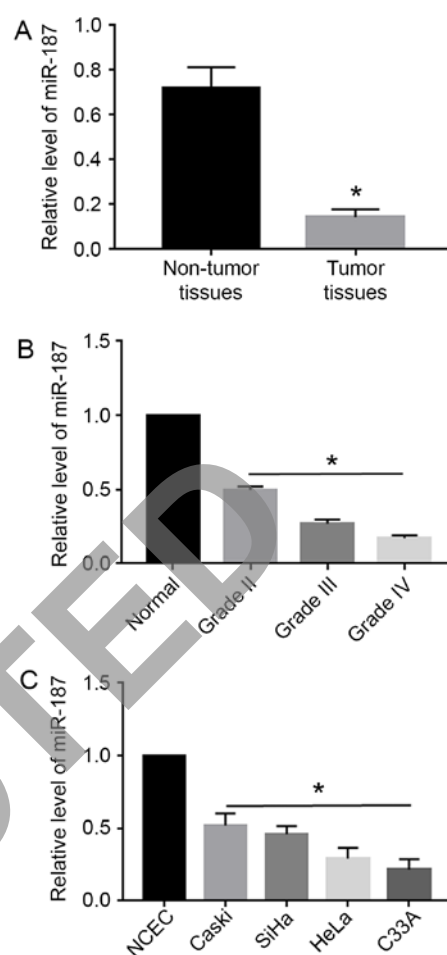 A
Relative level of miR-187
0.8
0.6
0.4
0.2
0.0
*
Non-tumor
tissues
Tumor
tissues
B
Relative level of miR-187
1.5
1.0
0.5
0.0
*
Normal
Grade II
Grade III
Grade IV
C
Relative level of miR-187
1.5
1.0
0.5
0.0
*
NCEC
Caski
SiHa
HeLa
C33A
TED